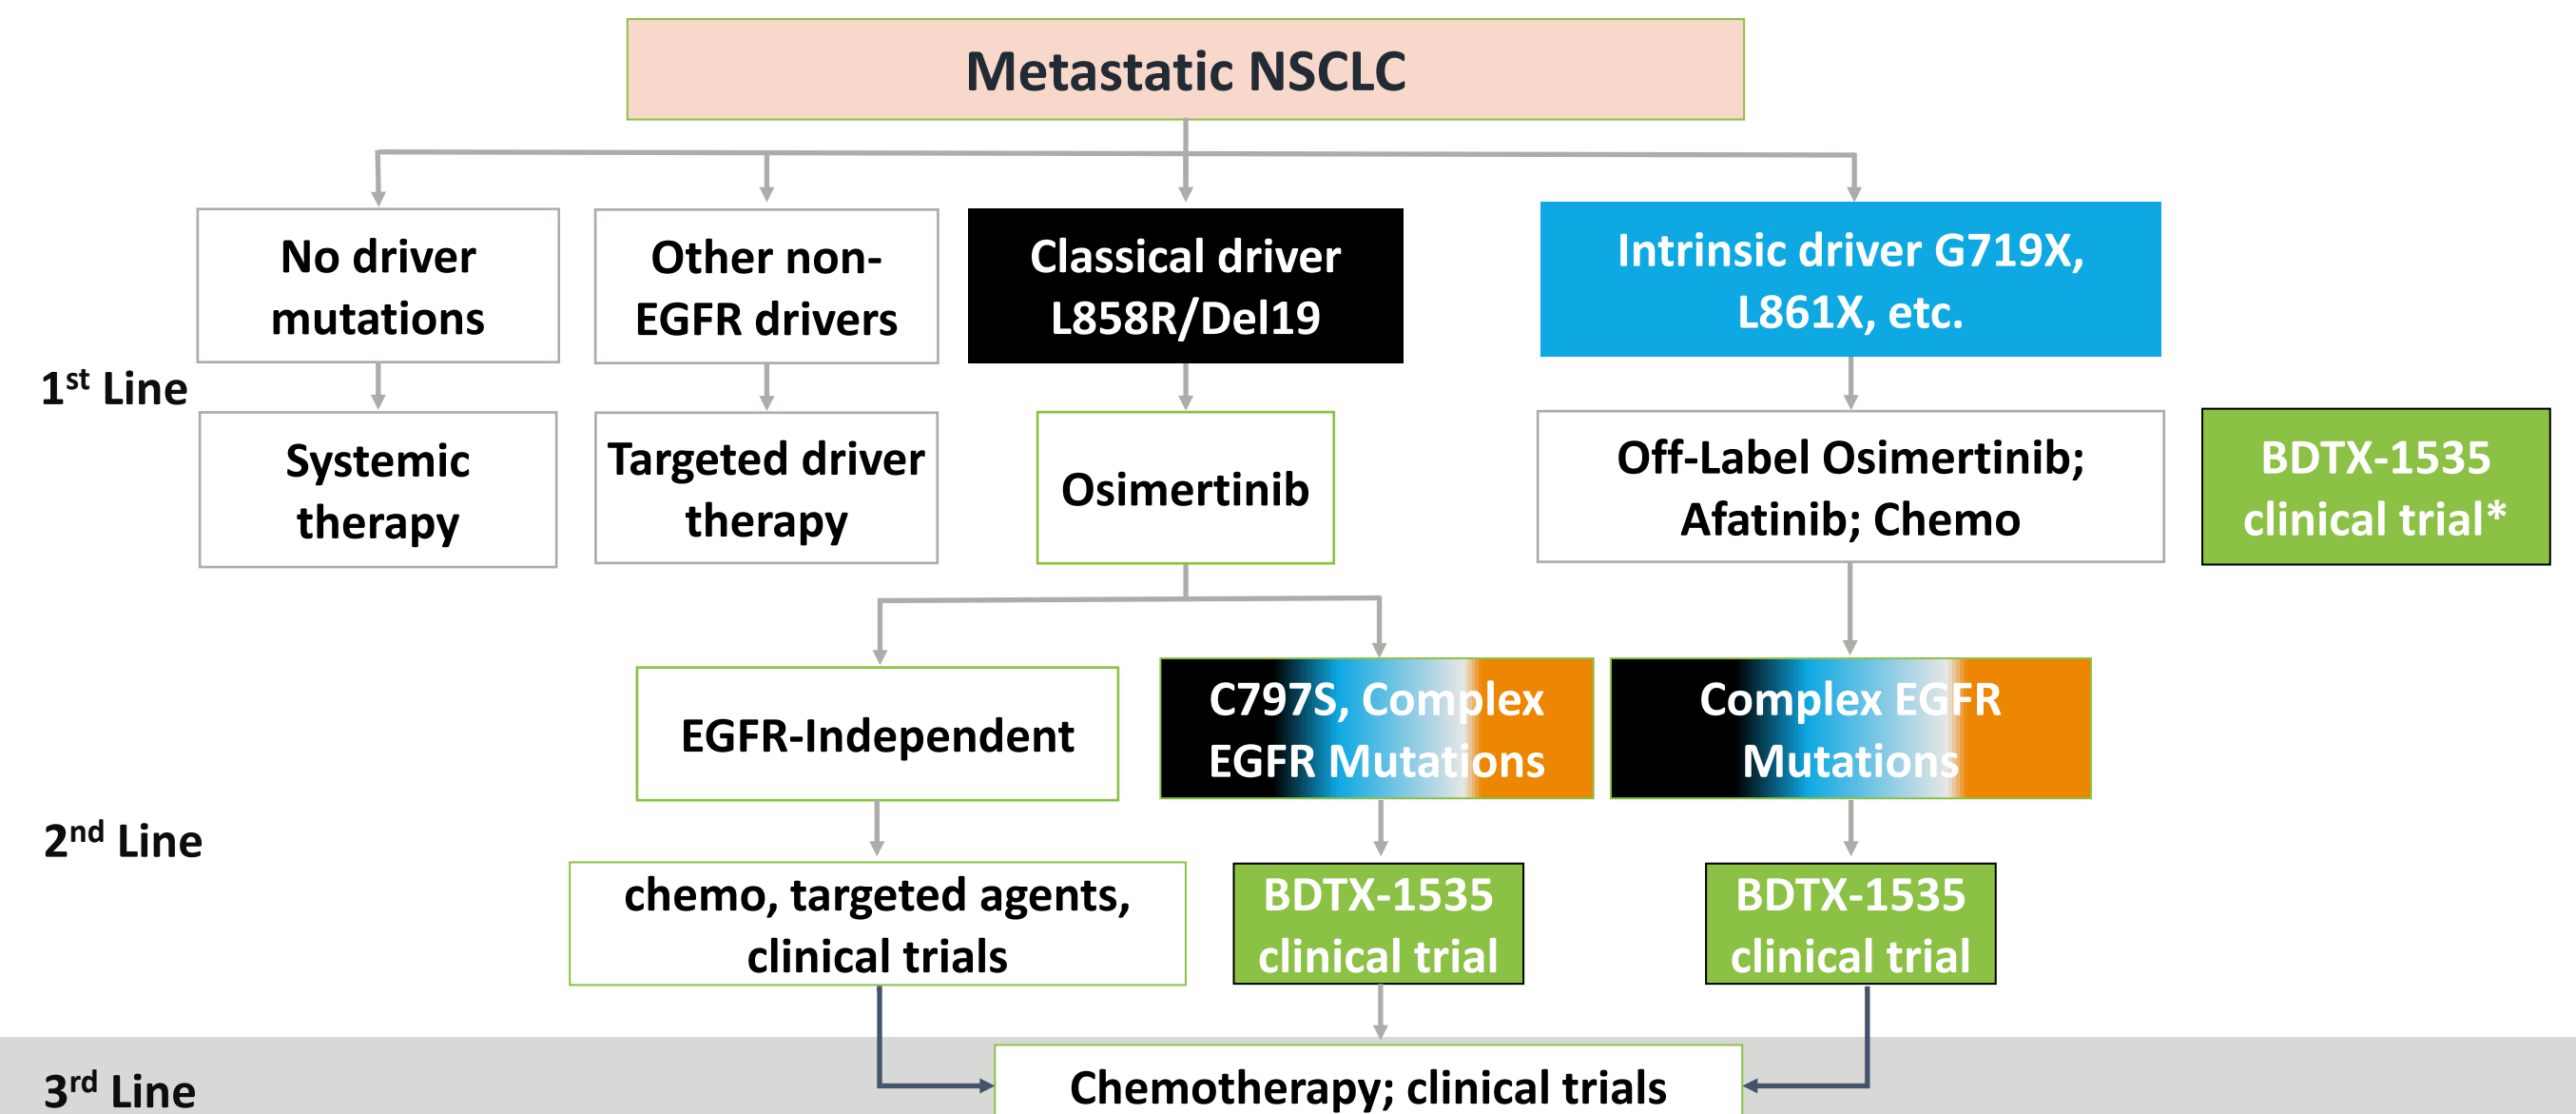 Metastatic NSCLC
No driver
mutations
Other non-
EGFR drivers
Classical driver
L858R/Del19
Intrinsic driver G719X,
L861X, etc.
1st Line
Systemic
therapy
Targeted driver
therapy
Osimertinib
Off-Label Osimertinib;
Afatinib; Chemo
BDTX-1535
clinical trial*
EGFR-Independent
C797S, Complex
EGFR Mutations
Complex EGFR
Mutations
2nd Line
chemo, targeted agents,
clinical trials
BDTX-1535
clinical trial
BDTX-1535
clinical trial
3rd Line
Chemotherapy; clinical trials